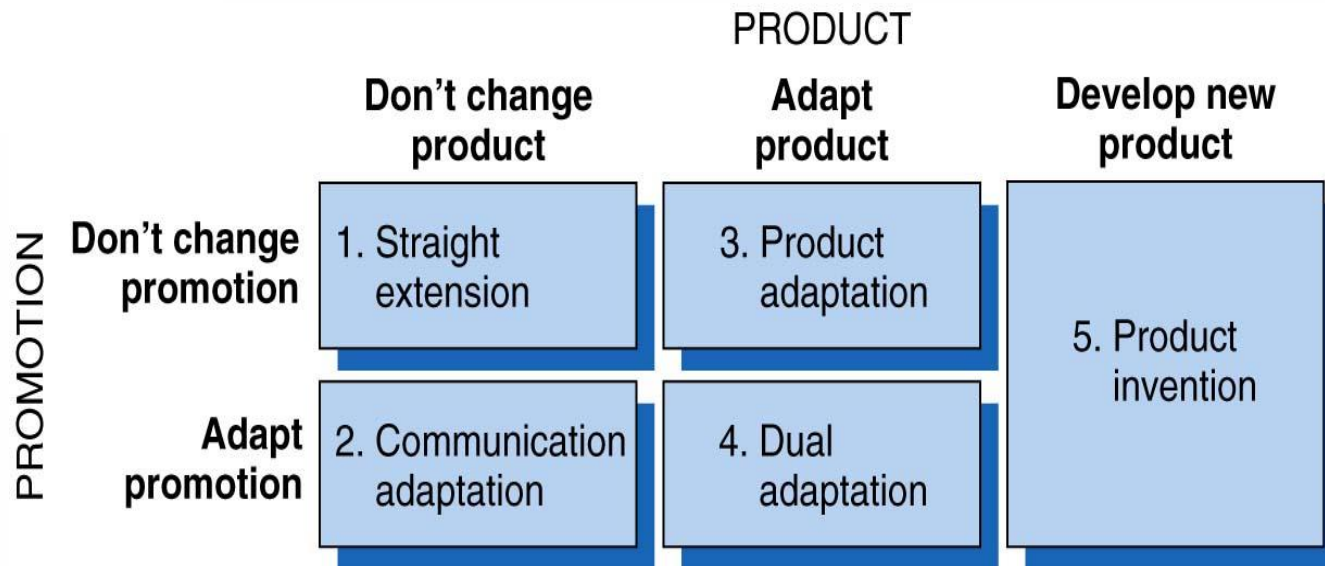 PRODUCT
Don’t change
product
Adapt
product
Develop new
product
PROMOTION
Don’t change
promotion
1. Straight
extension
3. Product
adaptation
5. Product
invention
Adapt
promotion
2. Communication
adaptation
4. Dual
adaptation